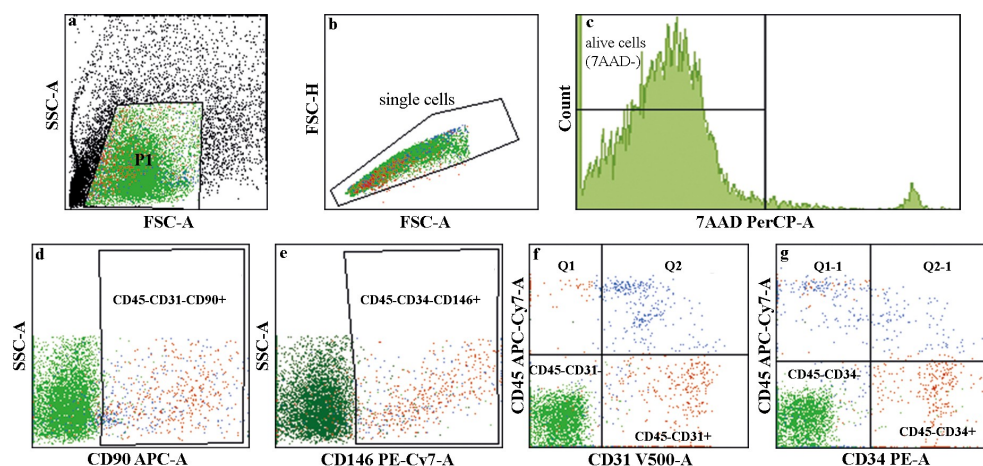 a
SSC-A
P1
FSC-A
b
FSC-H
single cells
FSC-A
c
Count
alive cells
(7AAD-)
7AAD PerCP-A
d
SSC-A
CD45-CD31-CD90+
CD90 APC-A
e
SSC-A
CD45-CD34-CD146+
CD146 PE-Cy7-A
f
CD45 APC-Cy7-A
Q1
Q2
CD45-CD31-
CD45-CD31+
CD31 V500-A
g
CD45 APC-Cy7-A
Q1-1
Q2-1
CD45-CD34-
CD45-CD34+
CD34 PE-A